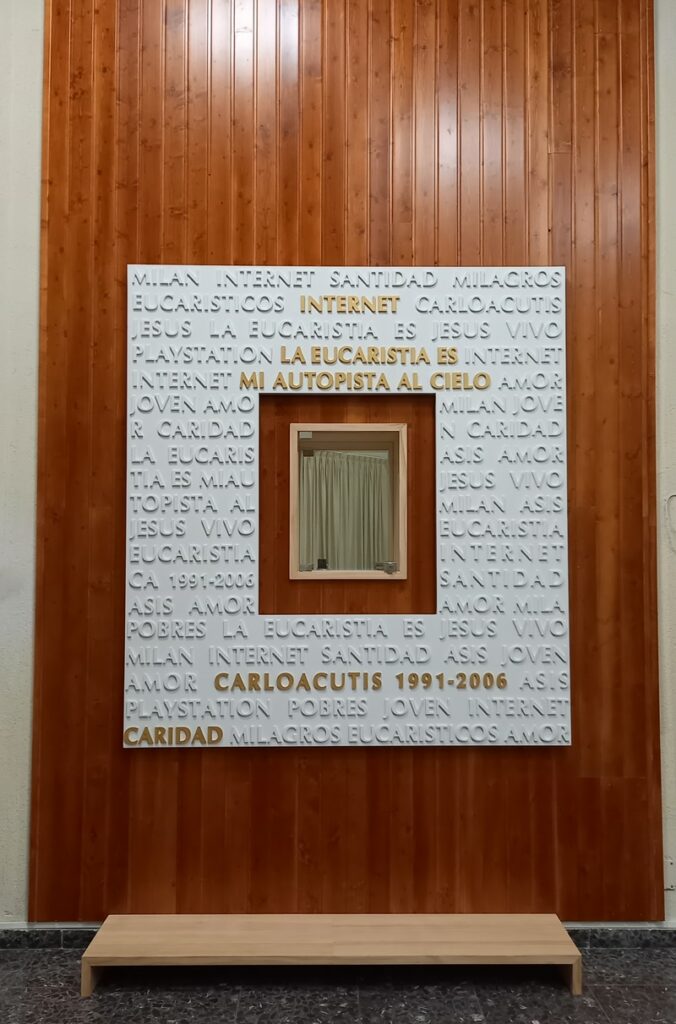 MILAN INTERNET SANTIDAD MILAGROS
EUCARISTICOS INTERNET CARLOACUTIS
JESUS LA EUCARISTIA ES JESUS VIVO
PLAYSTATION LA EUCARISTIA ES INTERNET
INTERNET MI AUTOPISTA AL CIELO AMOR
JOVEN AMO MILAN JOVE
R CARIDAD N CARIDAD
LA EUCARIS ASIS AMOR
TIA ES MIAU JESUS VIVO
TOPISTA AL MILAN ASIS
JESUS VIVO EUCARISTIA
EUCARISTIA INTERNET
CA 1991-2006 SANTIDAD
ASIS AMOR AMOR MILA
POBRES LA EUCARISTIA ES JESUS VIVO
MILAN INTERNET SANTIDAD ASIS JOVEN
AMOR CARLOACUTIS 1991-2006 ASIS
PLAYSTATION POBRES JOVEN INTERNET
CARIDAD MILAGROS EUCARISTICOS AMOR